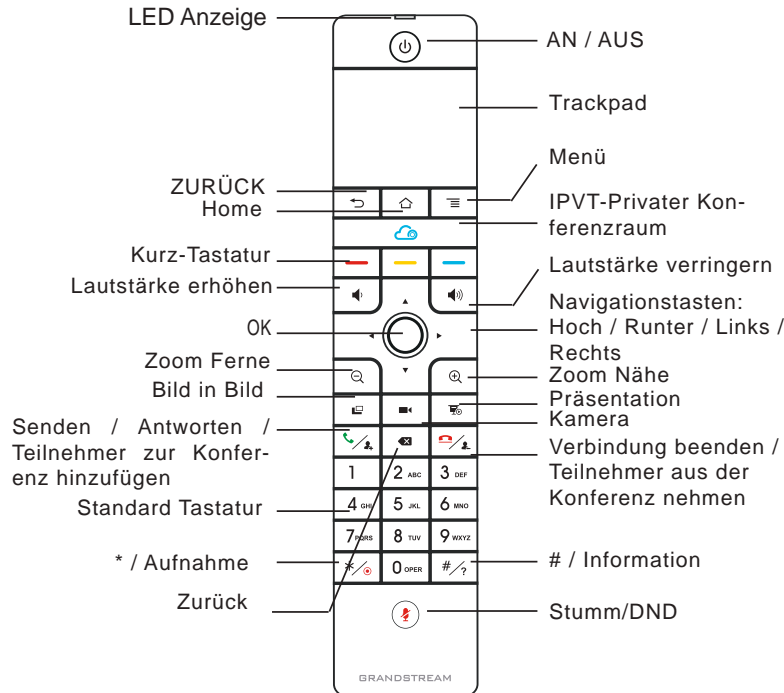 LED Anzeige
AN / AUS
Trackpad
Menü
ZURÜCK
Home
IPVT-Privater Kon-
ferenzraum
Kurz-Tastatur
Lautstärke erhöhen
Lautstärke verringern
Navigationstasten:
Hoch / Runter / Links /
Rechts
OK
Zoom Ferne
Zoom Nähe
Bild in Bild
Präsentation
Kamera
Senden / Antworten /
Teilnehmer zur Konfer-
enz hinzufügen
Verbindung beenden /
Teilnehmer aus der
Konferenz nehmen
1 2 ABC 3 DEF
Standard Tastatur
4 GHI 5 JKL 6 MNO
7 PQRS 8 TUV 9 WXYZ
* / Aufnahme
* 0 OPER #/?
# / Information
Zurück
Stumm/DND
GRANDSTREAM